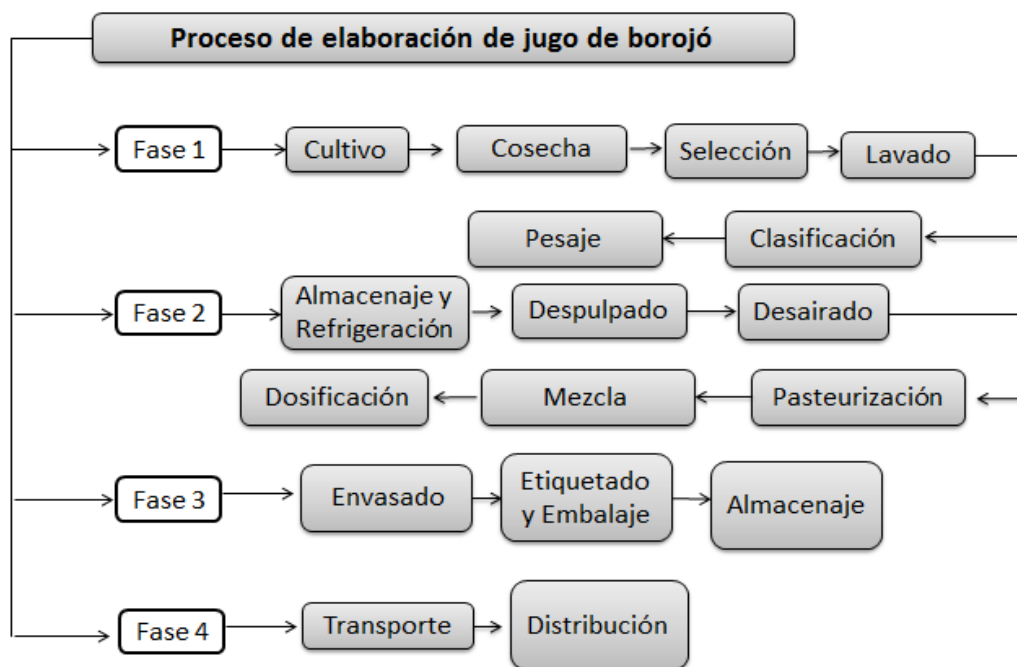 Proceso de elaboración de jugo de borojó
Fase 1
Cultivo
Cosecha
Selección
Lavado
Pesaje
Clasificación
Fase 2
Almacenaje y
Refrigeración
Despulpado
Desairado
Dosificación
Mezcla
Pasteurización
Fase 3
Envasado
Etiquetado
y Embalaje
Almacenaje
Fase 4
Transporte
Distribución